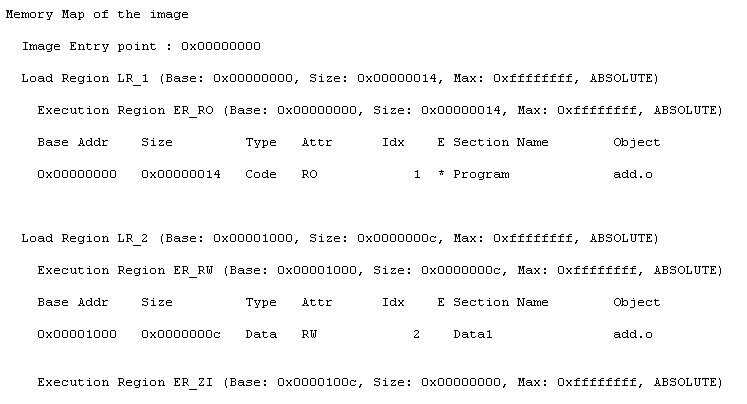 Memory Map of the image
Image Entry point : 0x00000000
Load Region LR_1 (Base: 0x00000000, Size: 0x00000014, Max: 0xffffffff, ABSOLUTE)
Execution Region ER_RO (Base: 0x00000000, Size: 0x00000014, Max: 0xffffffff, ABSOLUTE)
Base Addr    Size         Type   Attr      Idx    E Section Name        Object
0x00000000   0x00000014   Code   RO            1  * Program             add.o
Load Region LR_2 (Base: 0x00001000, Size: 0x0000000c, Max: 0xffffffff, ABSOLUTE)
Execution Region ER_RW (Base: 0x00001000, Size: 0x0000000c, Max: 0xffffffff, ABSOLUTE)
Base Addr    Size         Type   Attr      Idx    E Section Name        Object
0x00001000   0x0000000c   Data   RW            2    Data1               add.o
Execution Region ER_ZI (Base: 0x0000100c, Size: 0x00000000, Max: 0xffffffff, ABSOLUTE)